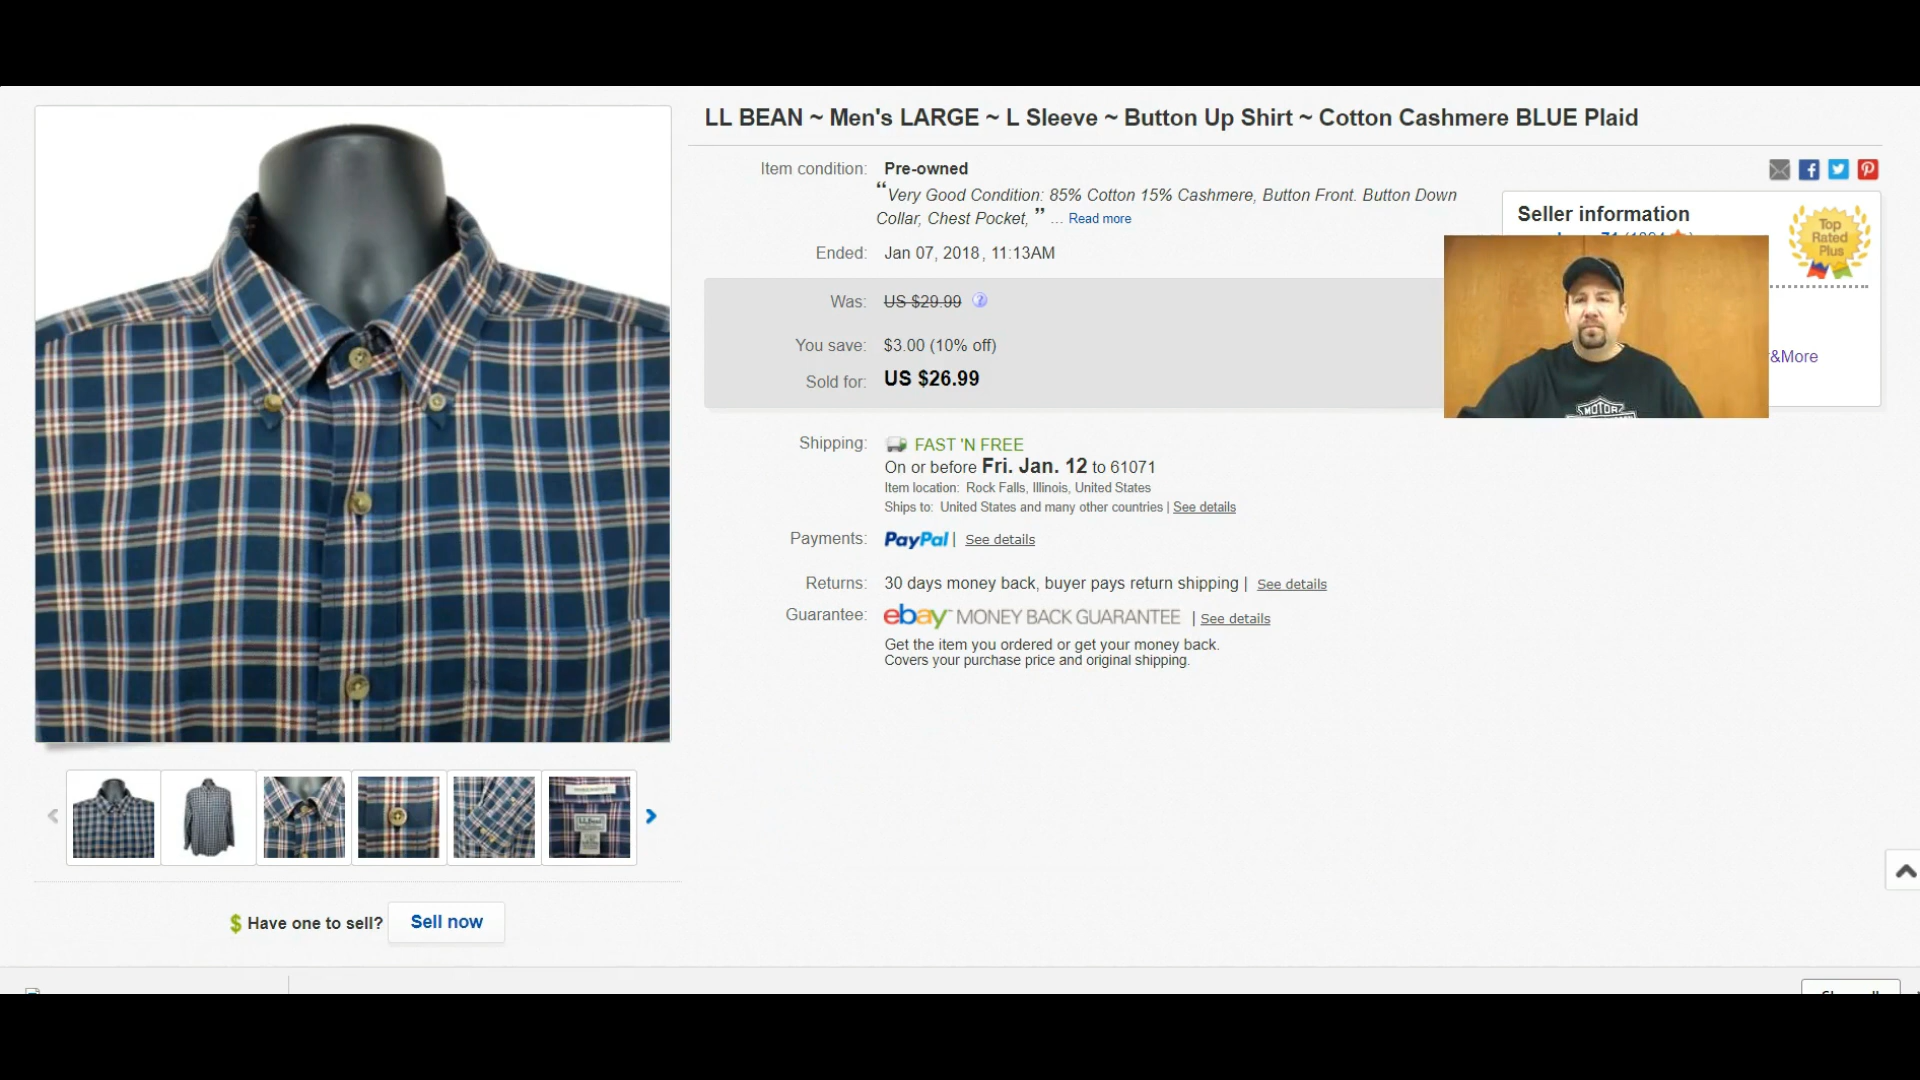 LL BEAN ~ Men's LARGE ~ L Sleeve ~ Button Up Shirt ~ Cotton Cashmere BLUE Plaid
Item condition: Pre-owned
“Very Good Condition: 85% Cotton 15% Cashmere, Button Front. Button Down
Collar, Chest Pocket, ” ... Read more
Ended: Jan 07, 2018, 11:13AM
Was: US $29.99
You save: $3.00 (10% off)
Sold for: US $26.99
Shipping: FAST 'N FREE
On or before Fri. Jan. 12 to 61071
Item location: Rock Falls, Illinois, United States
Ships to: United States and many other countries | See details
Payments: PayPal | See details
Returns: 30 days money back, buyer pays return shipping | See details
Guarantee: ebay MONEY BACK GUARANTEE | See details
Get the item you ordered or get your money back.
Covers your purchase price and original shipping.
Seller information
Top
Rated
Plus
&More
MOTOR
$ Have one to sell? Sell now